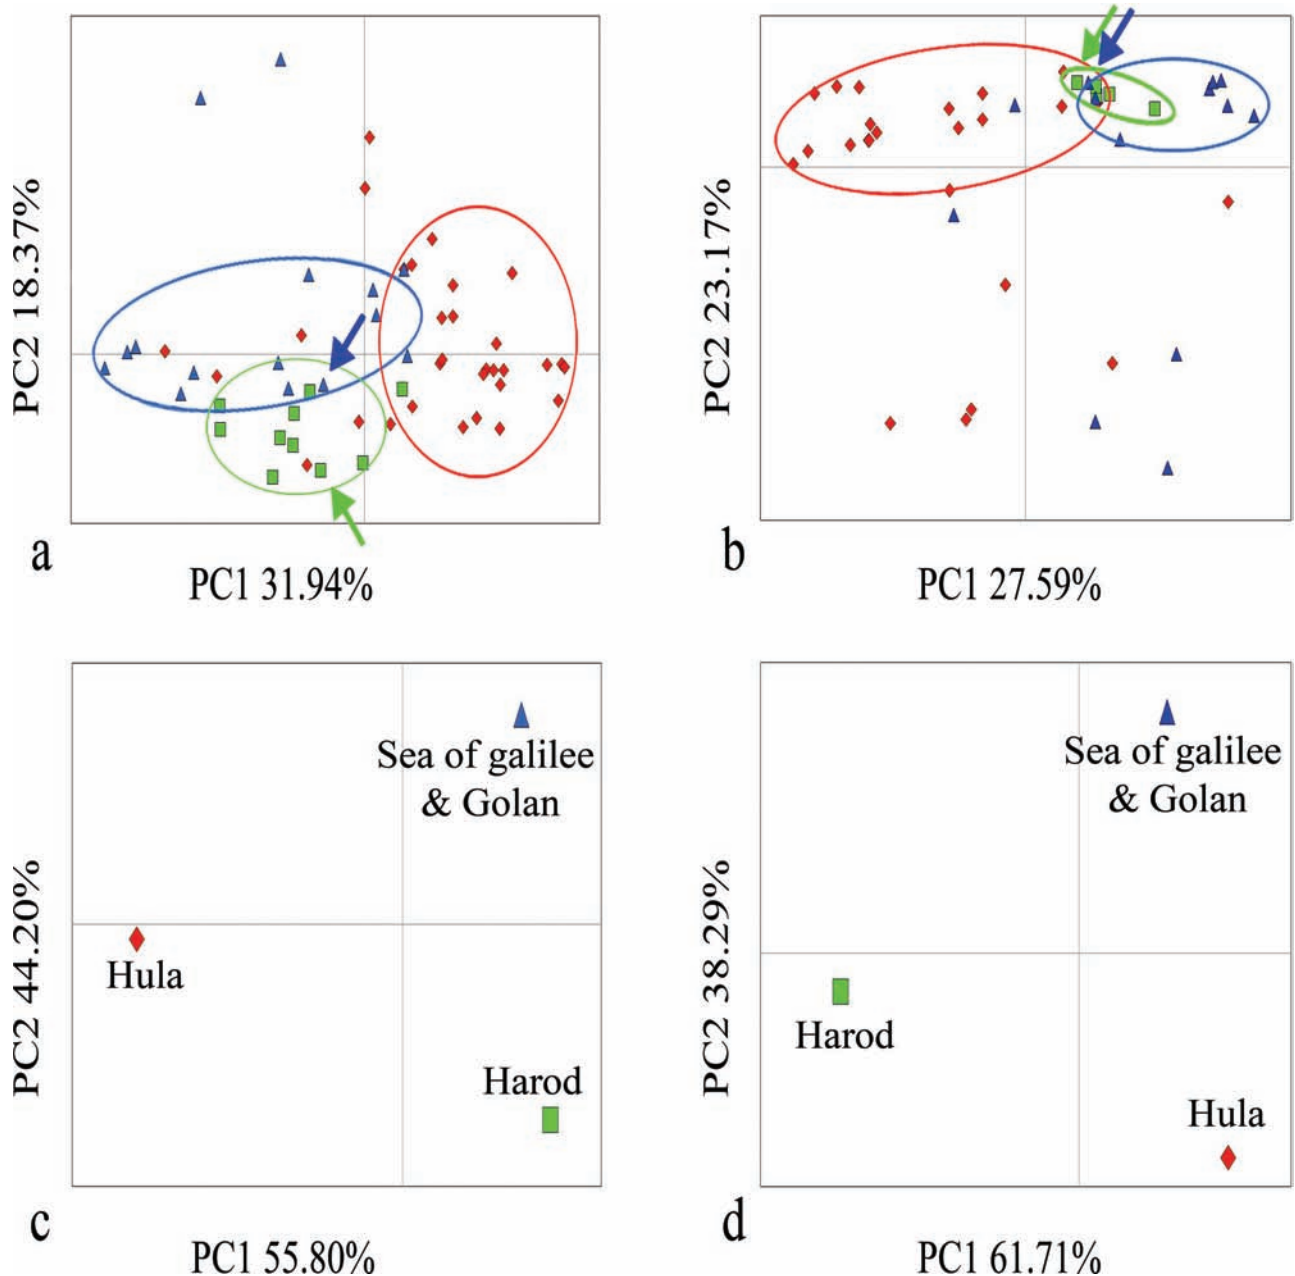 PC2 18.37%
a
PC1 31.94%
PC2 23.17%
b
PC1 27.59%
PC2 44.20%
Sea of galilee
& Golan
Hula
Harod
c
PC1 55.80%
PC2 38.29%
Sea of galilee
& Golan
Harod
Hula
d
PC1 61.71%